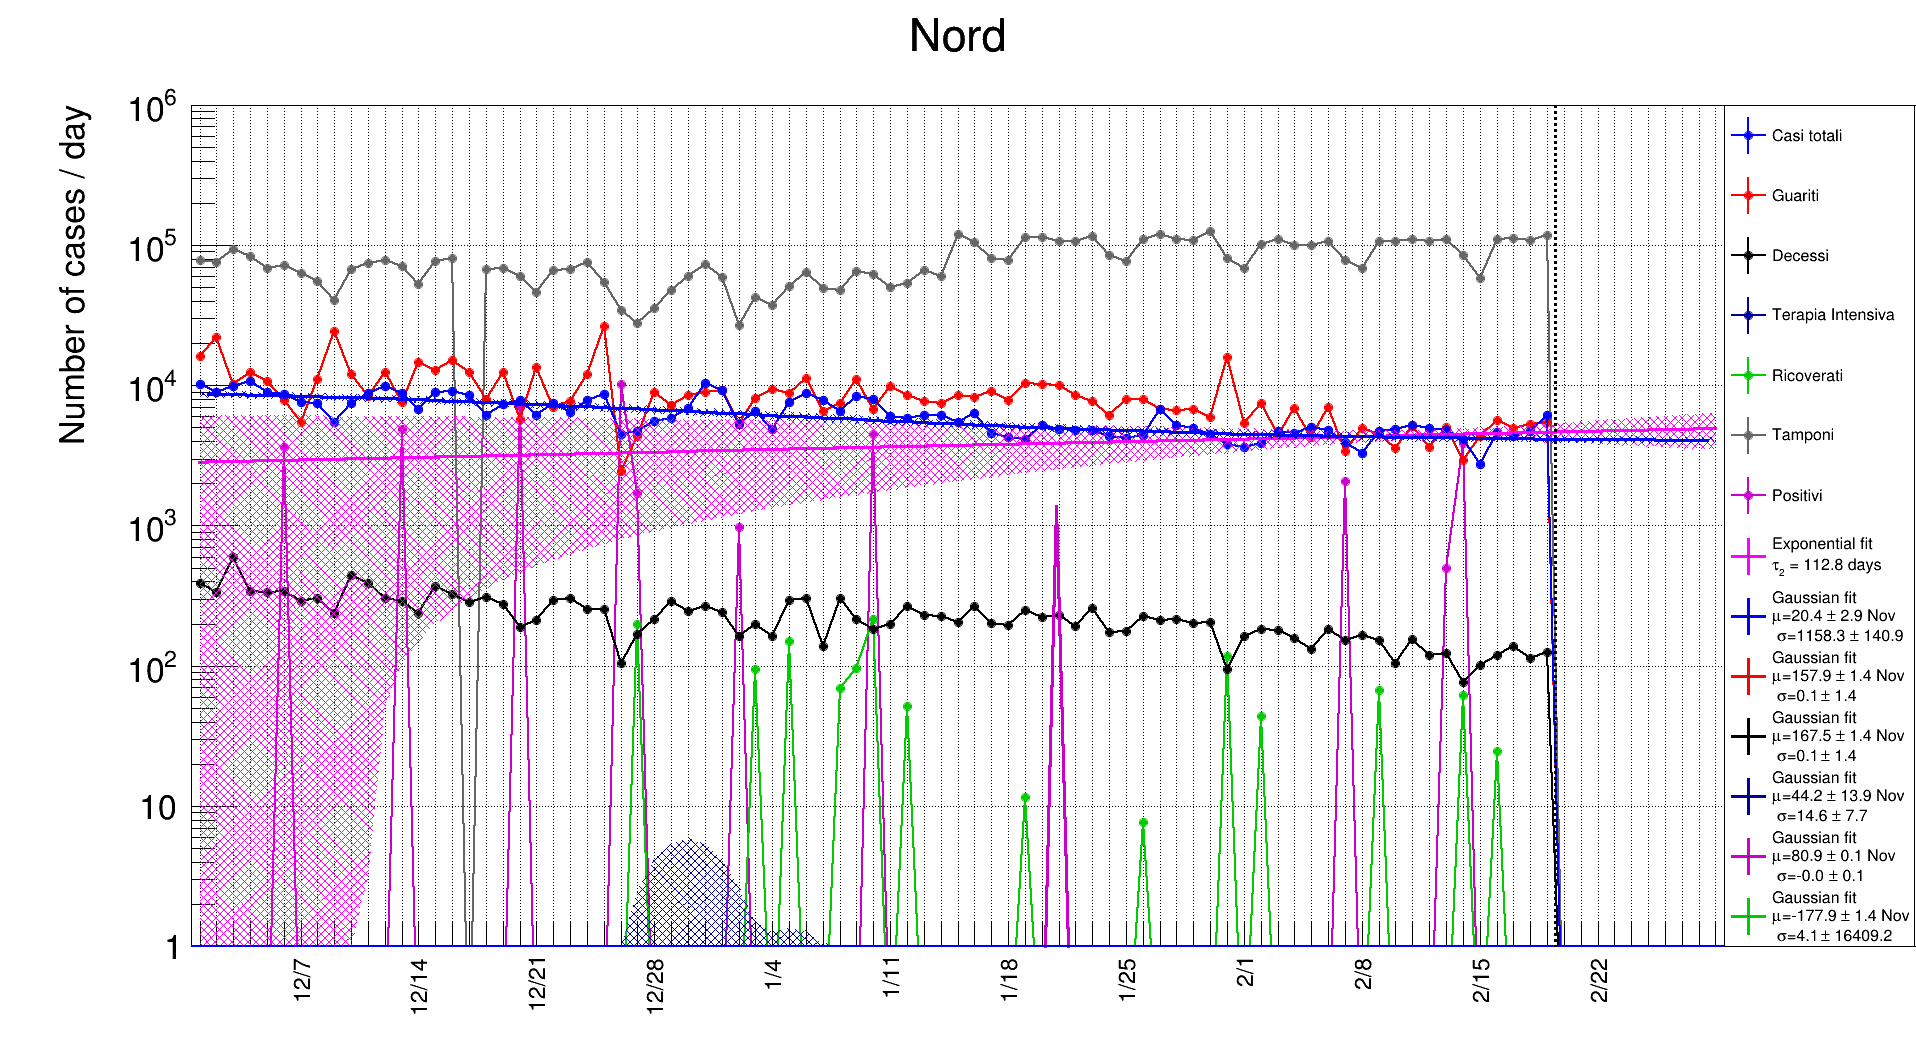 Nord
Number of cases / day
10^6
10^5
10^4
10^3
10^2
10
1
12/7
12/14
12/21
12/28
1/4
1/11
1/18
1/25
2/1
2/8
2/15
2/22
Casi totali
Guariti
Decessi
Terapia Intensiva
Ricoverati
Tamponi
Positivi
Exponential fit
τ₂ = 112.8 days
Gaussian fit
μ=20.4 ± 2.9 Nov
σ=1158.3 ± 140.9
Gaussian fit
μ=157.9 ± 1.4 Nov
σ=0.1 ± 1.4
Gaussian fit
μ=167.5 ± 1.4 Nov
σ=0.1 ± 1.4
Gaussian fit
μ=44.2 ± 13.9 Nov
σ=14.6 ± 7.7
Gaussian fit
μ=80.9 ± 0.1 Nov
σ=-0.0 ± 0.1
Gaussian fit
μ=-177.9 ± 1.4 Nov
σ=4.1 ± 16409.2